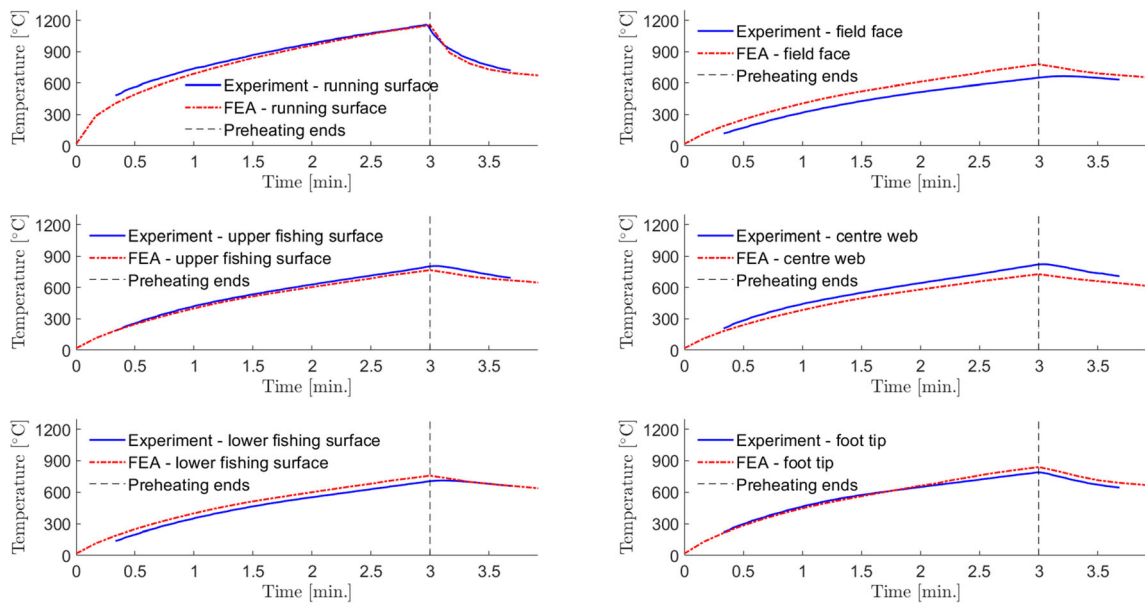 1200
900
600
300
0
Temperature [°C]
Experiment - running surface
FEA - running surface
Preheating ends
0 0.5 1 1.5 2 2.5 3 3.5
Time [min.]
1200
900
600
300
0
Temperature [°C]
Experiment - field face
FEA - field face
Preheating ends
0 0.5 1 1.5 2 2.5 3 3.5
Time [min.]
1200
900
600
300
0
Temperature [°C]
Experiment - upper fishing surface
FEA - upper fishing surface
Preheating ends
0 0.5 1 1.5 2 2.5 3 3.5
Time [min.]
1200
900
600
300
0
Temperature [°C]
Experiment - centre web
FEA - centre web
Preheating ends
0 0.5 1 1.5 2 2.5 3 3.5
Time [min.]
1200
900
600
300
0
Temperature [°C]
Experiment - lower fishing surface
FEA - lower fishing surface
Preheating ends
0 0.5 1 1.5 2 2.5 3 3.5
Time [min.]
1200
900
600
300
0
Temperature [°C]
Experiment - foot tip
FEA - foot tip
Preheating ends
0 0.5 1 1.5 2 2.5 3 3.5
Time [min.]